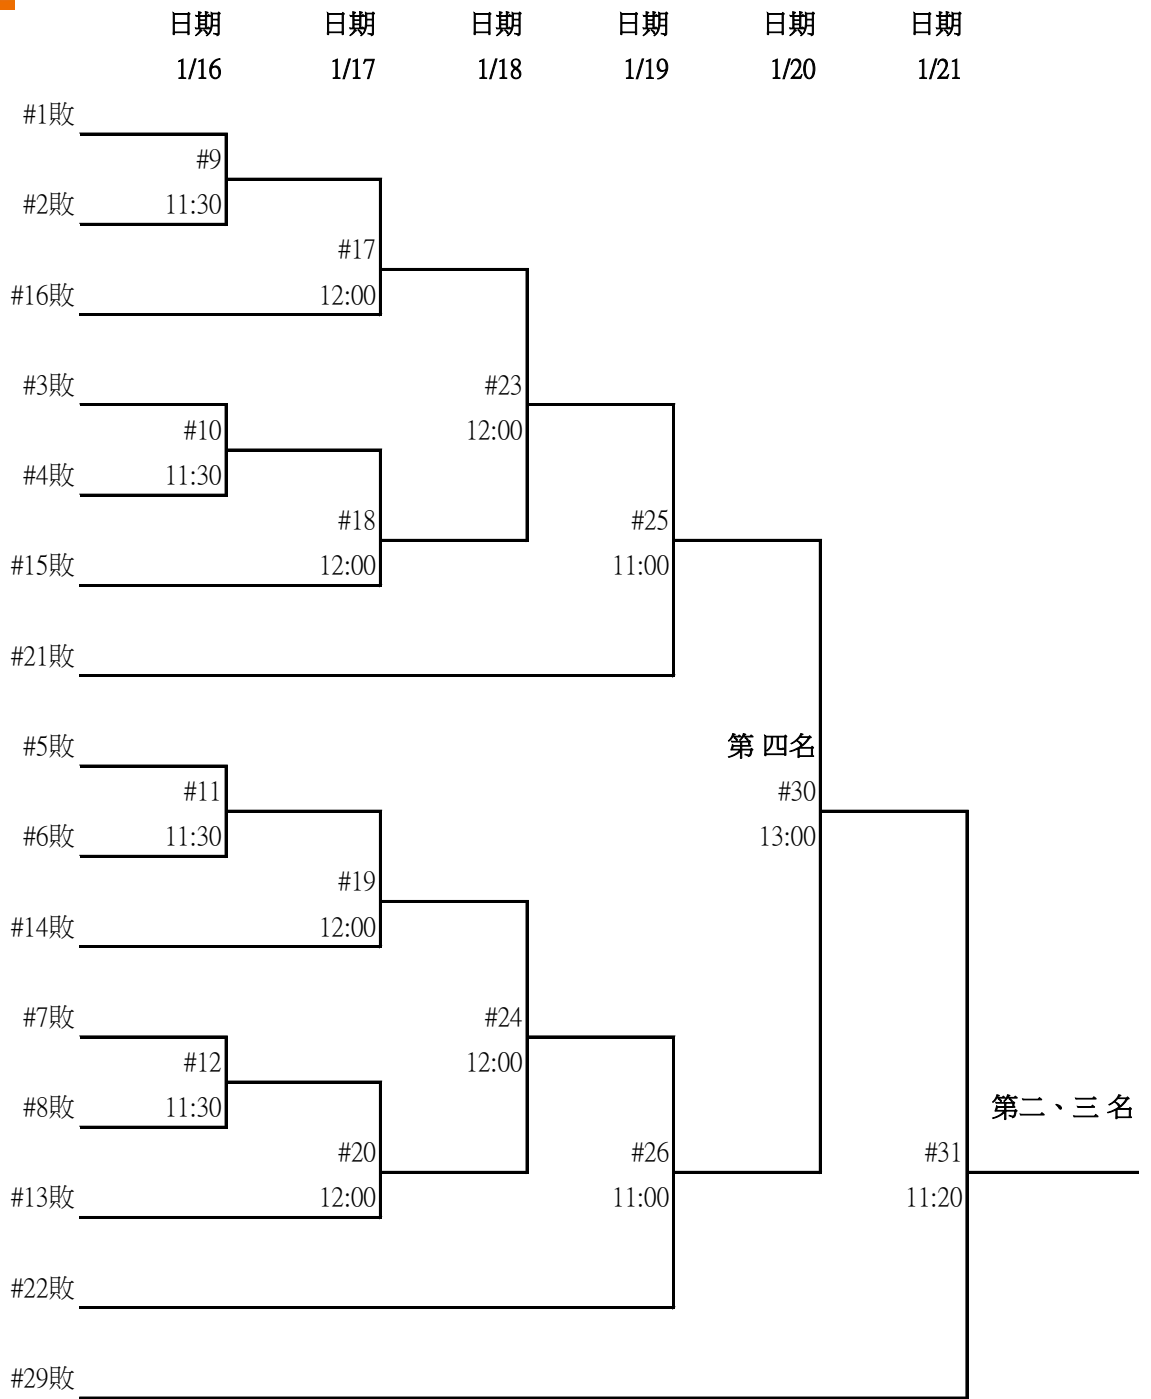 日期 日期 日期 日期 日期 日期
1/16 1/17 1/18 1/19 1/20 1/21
#1敗
#9
#2敗 11:30
#17
#16敗 12:00
#3敗 #23
#10 12:00
#4敗 11:30
#18 #25
#15敗 12:00 11:00
#21敗
#5敗 第 四名
#11 #30
#6敗 11:30 13:00
#19
#14敗 12:00
#7敗 #24
#12 12:00
#8敗 11:30 第二、三 名
#20 #26 #31
#13敗 12:00 11:00 11:20
#22敗
#29敗